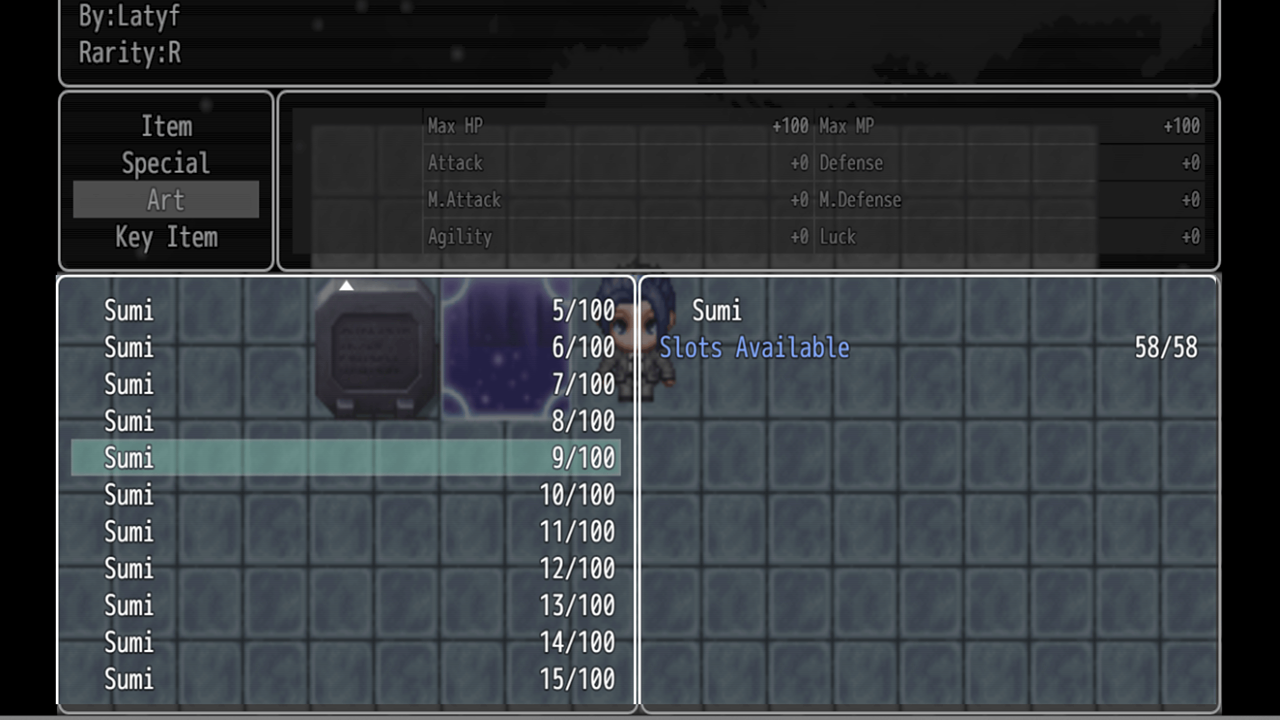 By:Latyf
Rarity:R
Item
Special
Art
Key Item
Max HP +100 Max MP +100
Attack +0 Defense +0
M.Attack +0 M.Defense +0
Agility +0 Luck +0
Sumi 5/100
Sumi 6/100
Sumi 7/100
Sumi 8/100
Sumi 9/100
Sumi 10/100
Sumi 11/100
Sumi 12/100
Sumi 13/100
Sumi 14/100
Sumi 15/100
Sumi
Slots Available 58/58